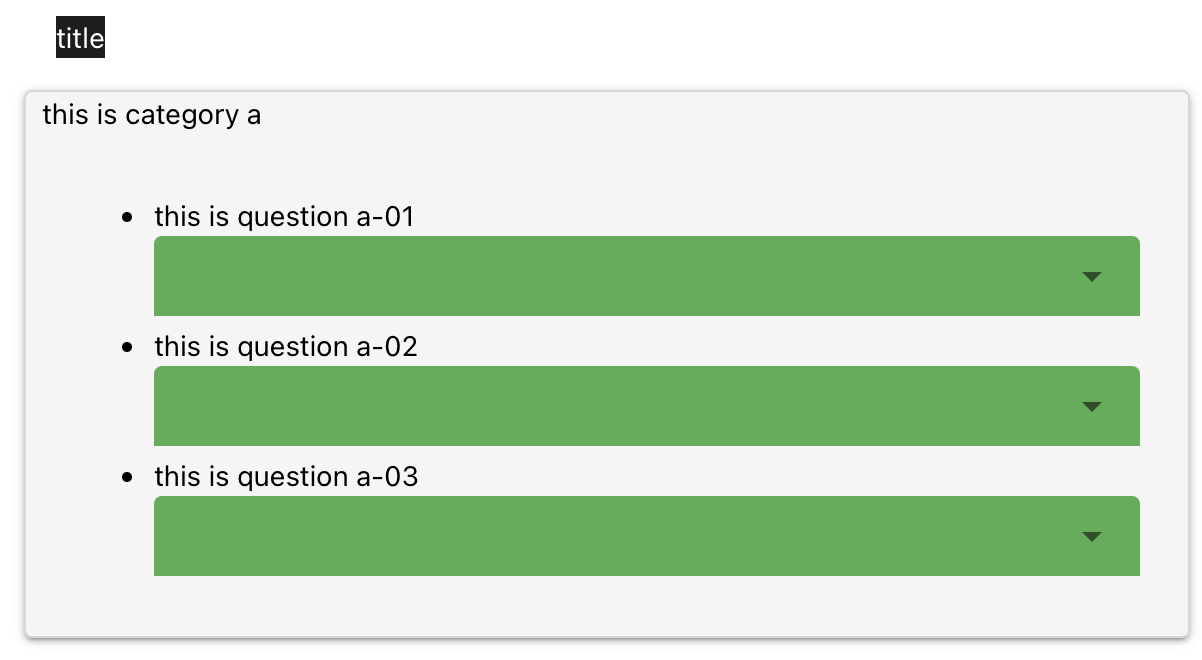 title
this is category a
this is question a-01
this is question a-02
this is question a-03